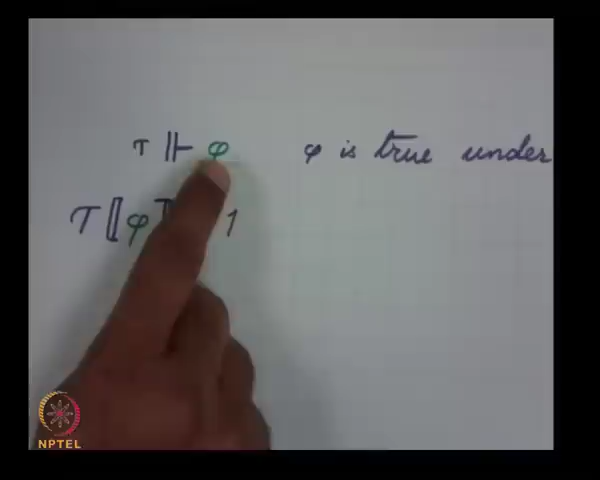 τ ⊩ φ φ is true under
T⟦φ⟧ 1
NPTEL